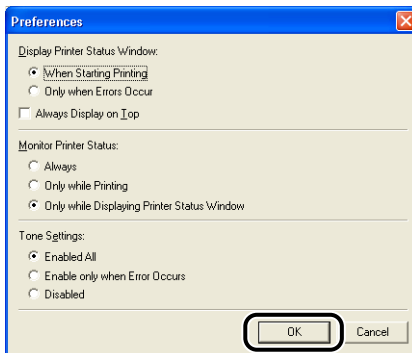 Preferences
Display Printer Status Window:
When Starting Printing
Only when Errors Occur
Always Display on Top
Monitor Printer Status:
Always
Only while Printing
Only while Displaying Printer Status Window
Tone Settings:
Enabled All
Enable only when Error Occurs
Disabled
OK Cancel